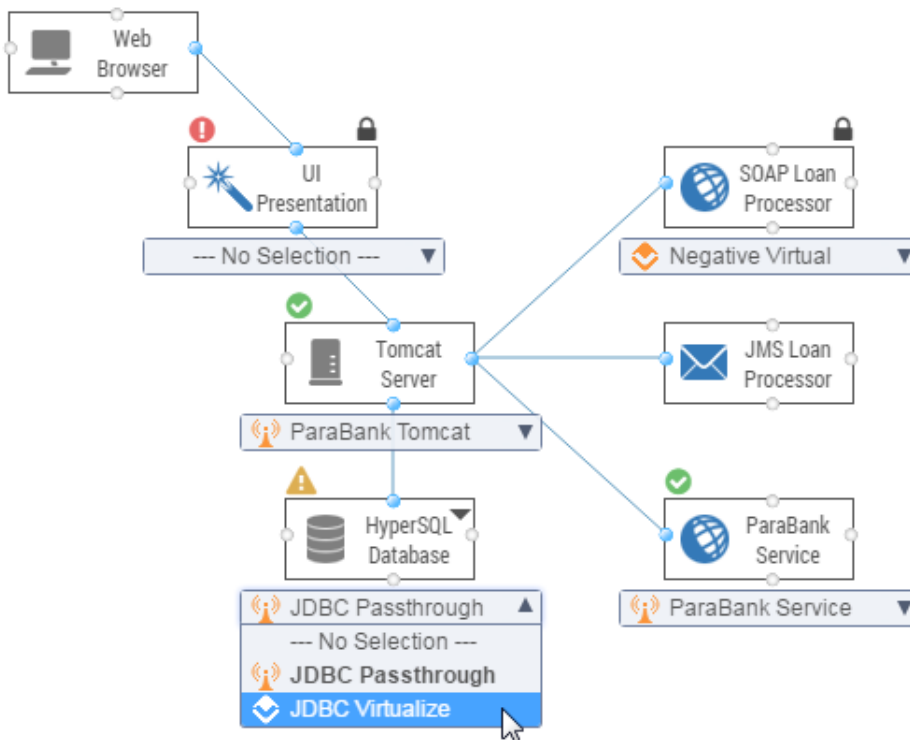 Web
Browser
UI
Presentation
SOAP Loan
Processor
--- No Selection ---
Negative Virtual
Tomcat
Server
JMS Loan
Processor
ParaBank Tomcat
HyperSQL
Database
ParaBank
Service
JDBC Passthrough
ParaBank Service
--- No Selection ---
JDBC Passthrough
JDBC Virtualize